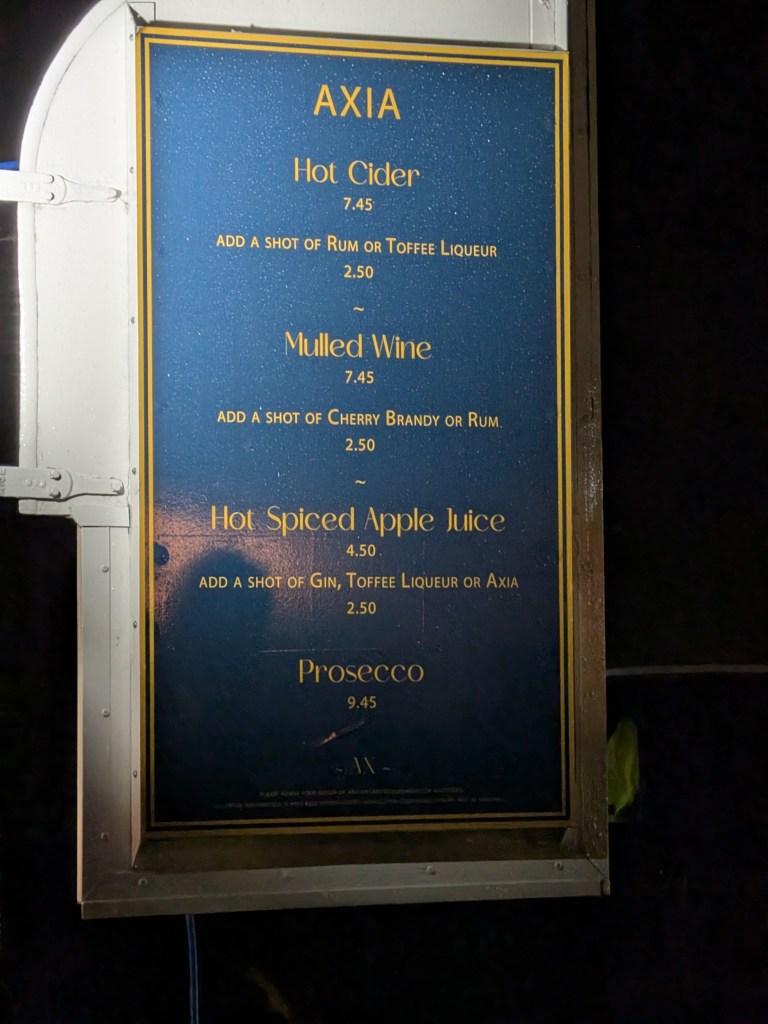 AXIA
Hot Cider
7.45
ADD A SHOT OF RUM OR TOFFEE LIQUEUR
2.50
~
Mulled Wine
7.45
ADD A SHOT OF CHERRY BRANDY OR RUM
2.50
~
Hot Spiced Apple Juice
4.50
ADD A SHOT OF GIN, TOFFEE LIQUEUR OR AXIA
2.50
Prosecco
9.45
~ AX ~